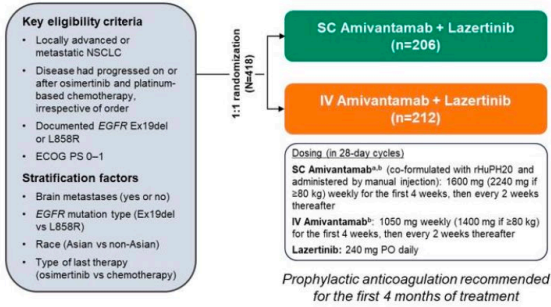 Key eligibility criteria
• Locally advanced or
metastatic NSCLC
• Disease had progressed on or
after osimertinib and platinum-
based chemotherapy,
irrespective of order
• Documented EGFR Ex19del
or L858R
• ECOG PS 0–1
Stratification factors
• Brain metastases (yes or no)
• EGFR mutation type (Ex19del
vs L858R)
• Race (Asian vs non-Asian)
• Type of last therapy
(osimertinib vs chemotherapy)
1:1 randomization
(N=418)
SC Amivantamab + Lazertinib
(n=206)
IV Amivantamab + Lazertinib
(n=212)
Dosing (in 28-day cycles)
SC Amivantamaba,b (co-formulated with rHuPH20 and
administered by manual injection): 1600 mg (2240 mg if
≥80 kg) weekly for the first 4 weeks, then every 2 weeks
thereafter
IV Amivantamabb: 1050 mg weekly (1400 mg if ≥80 kg)
for the first 4 weeks, then every 2 weeks thereafter
Lazertinib: 240 mg PO daily
Prophylactic anticoagulation recommended
for the first 4 months of treatment